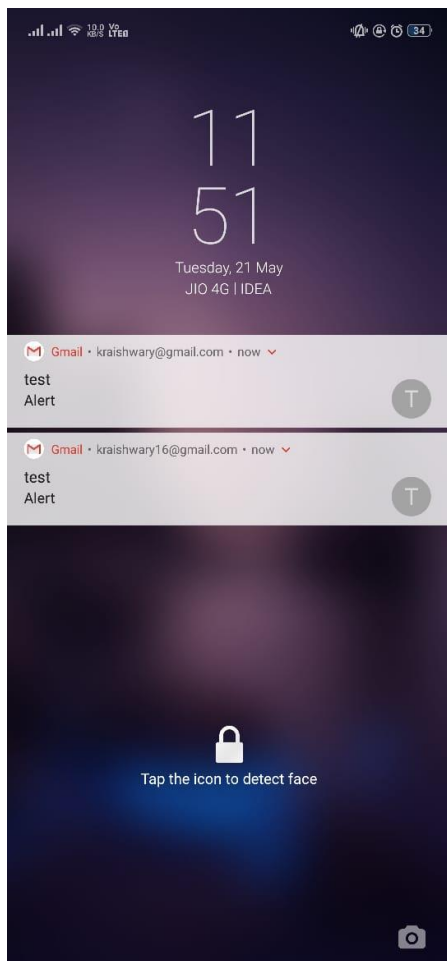 10.0 KB/S Vo LTE
34
11
51
Tuesday, 21 May
JIO 4G | IDEA
Gmail • kraishwary@gmail.com • now
test
Alert
T
Gmail • kraishwary16@gmail.com • now
test
Alert
T
Tap the icon to detect face